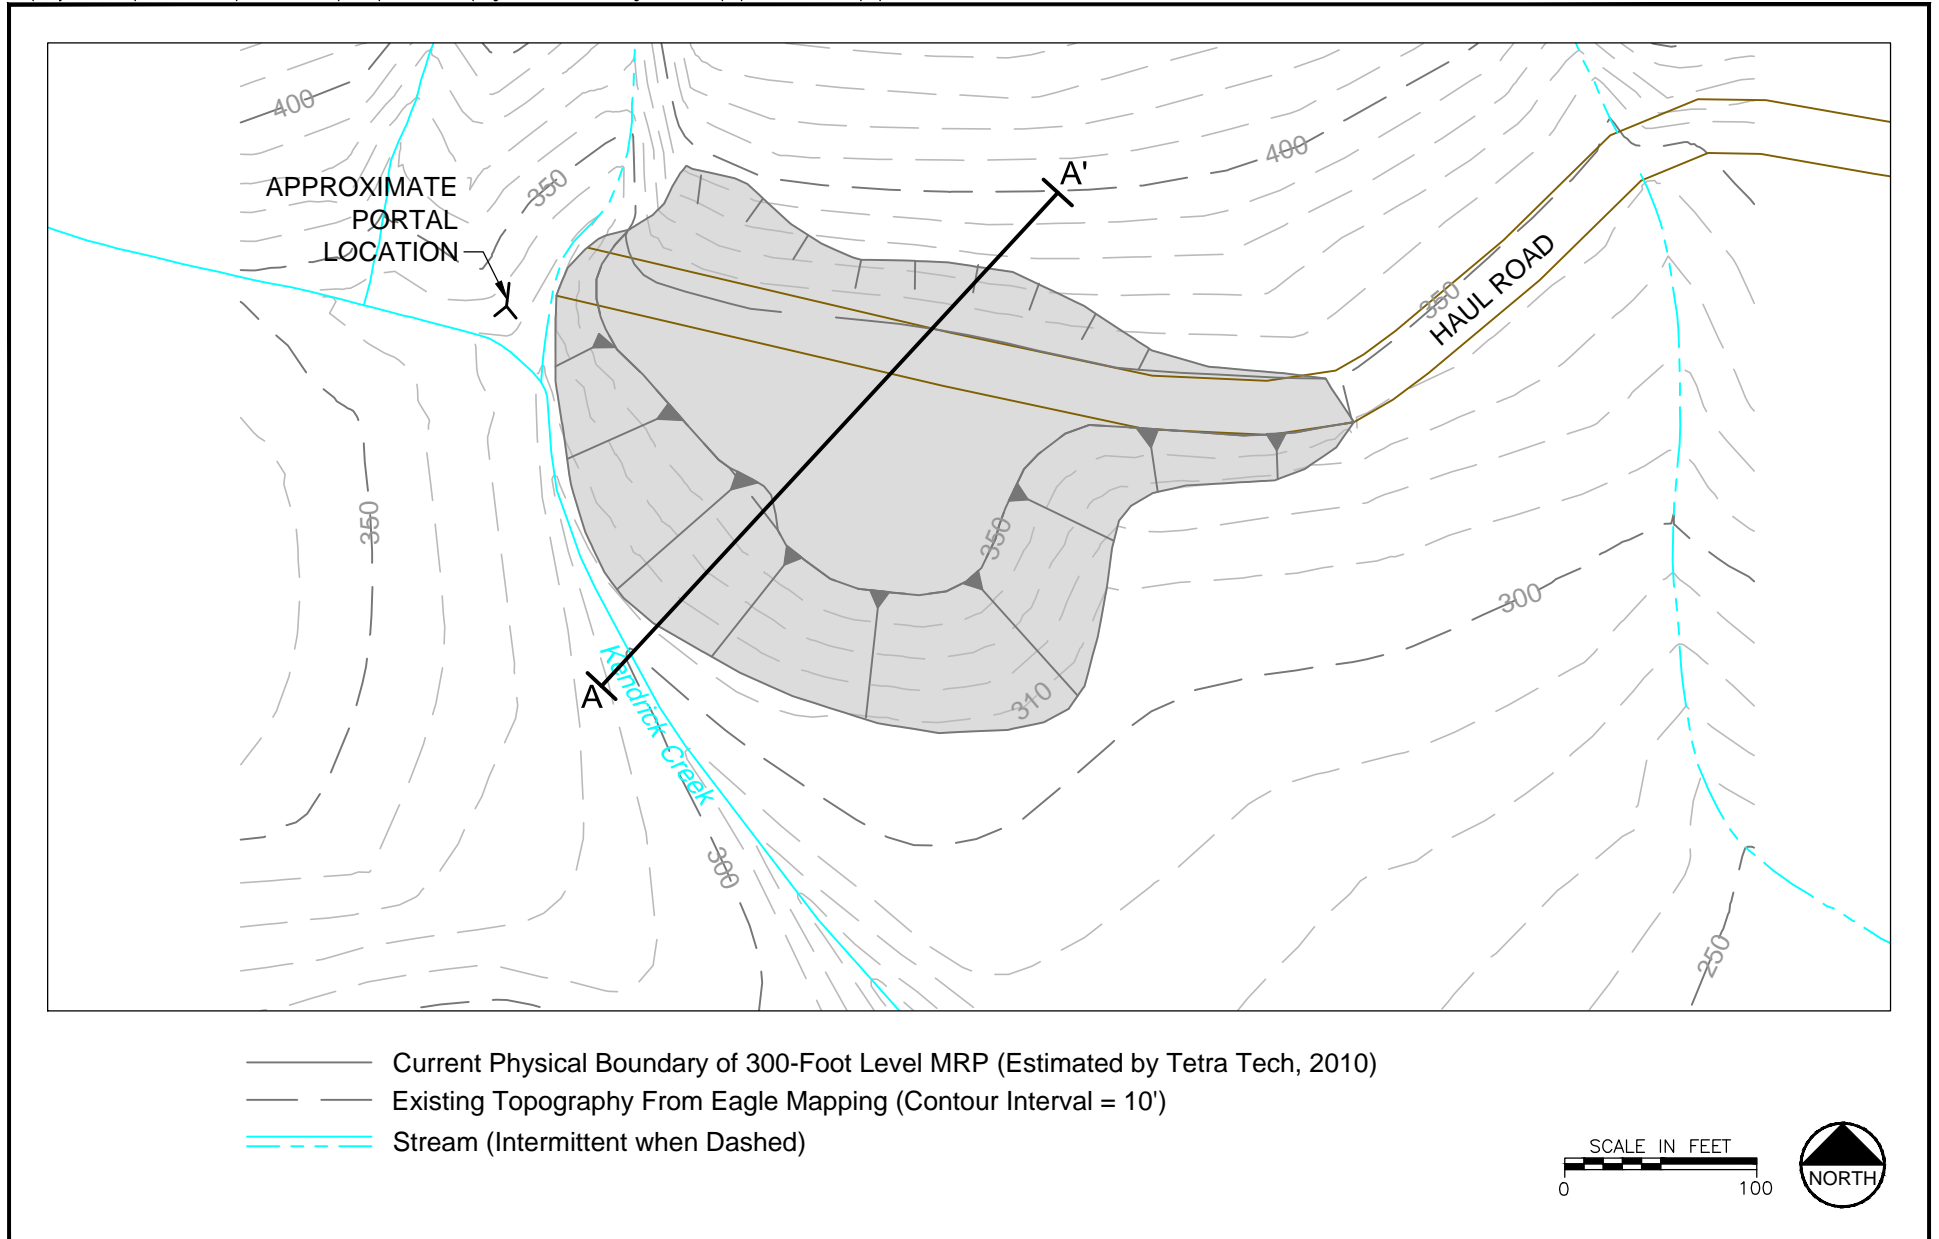 400
APPROXIMATE
PORTAL
LOCATION
350
A'
400
350
HAUL ROAD
350
350
300
310
A
Kendrick Creek
300
250
Current Physical Boundary of 300-Foot Level MRP (Estimated by Tetra Tech, 2010)
Existing Topography From Eagle Mapping (Contour Interval = 10')
Stream (Intermittent when Dashed)
SCALE IN FEET
0 100
NORTH